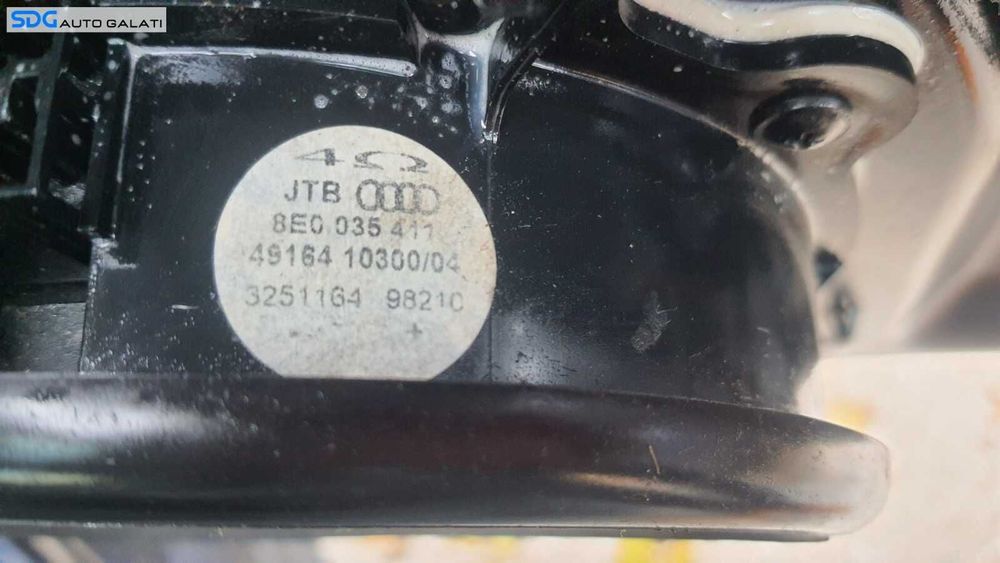 SDG AUTO GALATI
4Ω
JTB
8E0 035 411
49164 10300/04
3251164 98210
- +